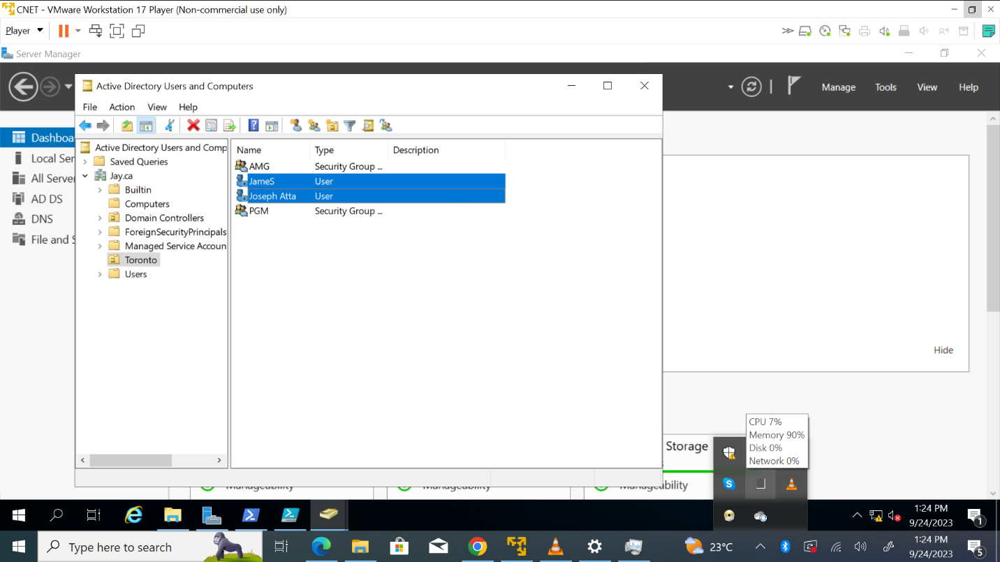 CNET - VMware Workstation 17 Player (Non-commercial use only)
Player
Server Manager
Active Directory Users and Computers
Manage Tools View Help
File Action View Help
Dashboa
Local Ser
All Server
AD DS
DNS
File and S
Active Directory Users and Comp
Saved Queries
Jay.ca
Builtin
Computers
Domain Controllers
ForeignSecurityPrincipals
Managed Service Accoun
Toronto
Users
Name Type Description
AMG Security Group ...
JameS User
Joseph Atta User
PGM Security Group ...
Hide
CPU 7%
Memory 90%
Disk 0%
Network 0%
Storage
Manageability Manageability Manageability
1:24 PM
9/24/2023
1
Type here to search
23°C
1:24 PM
9/24/2023
5